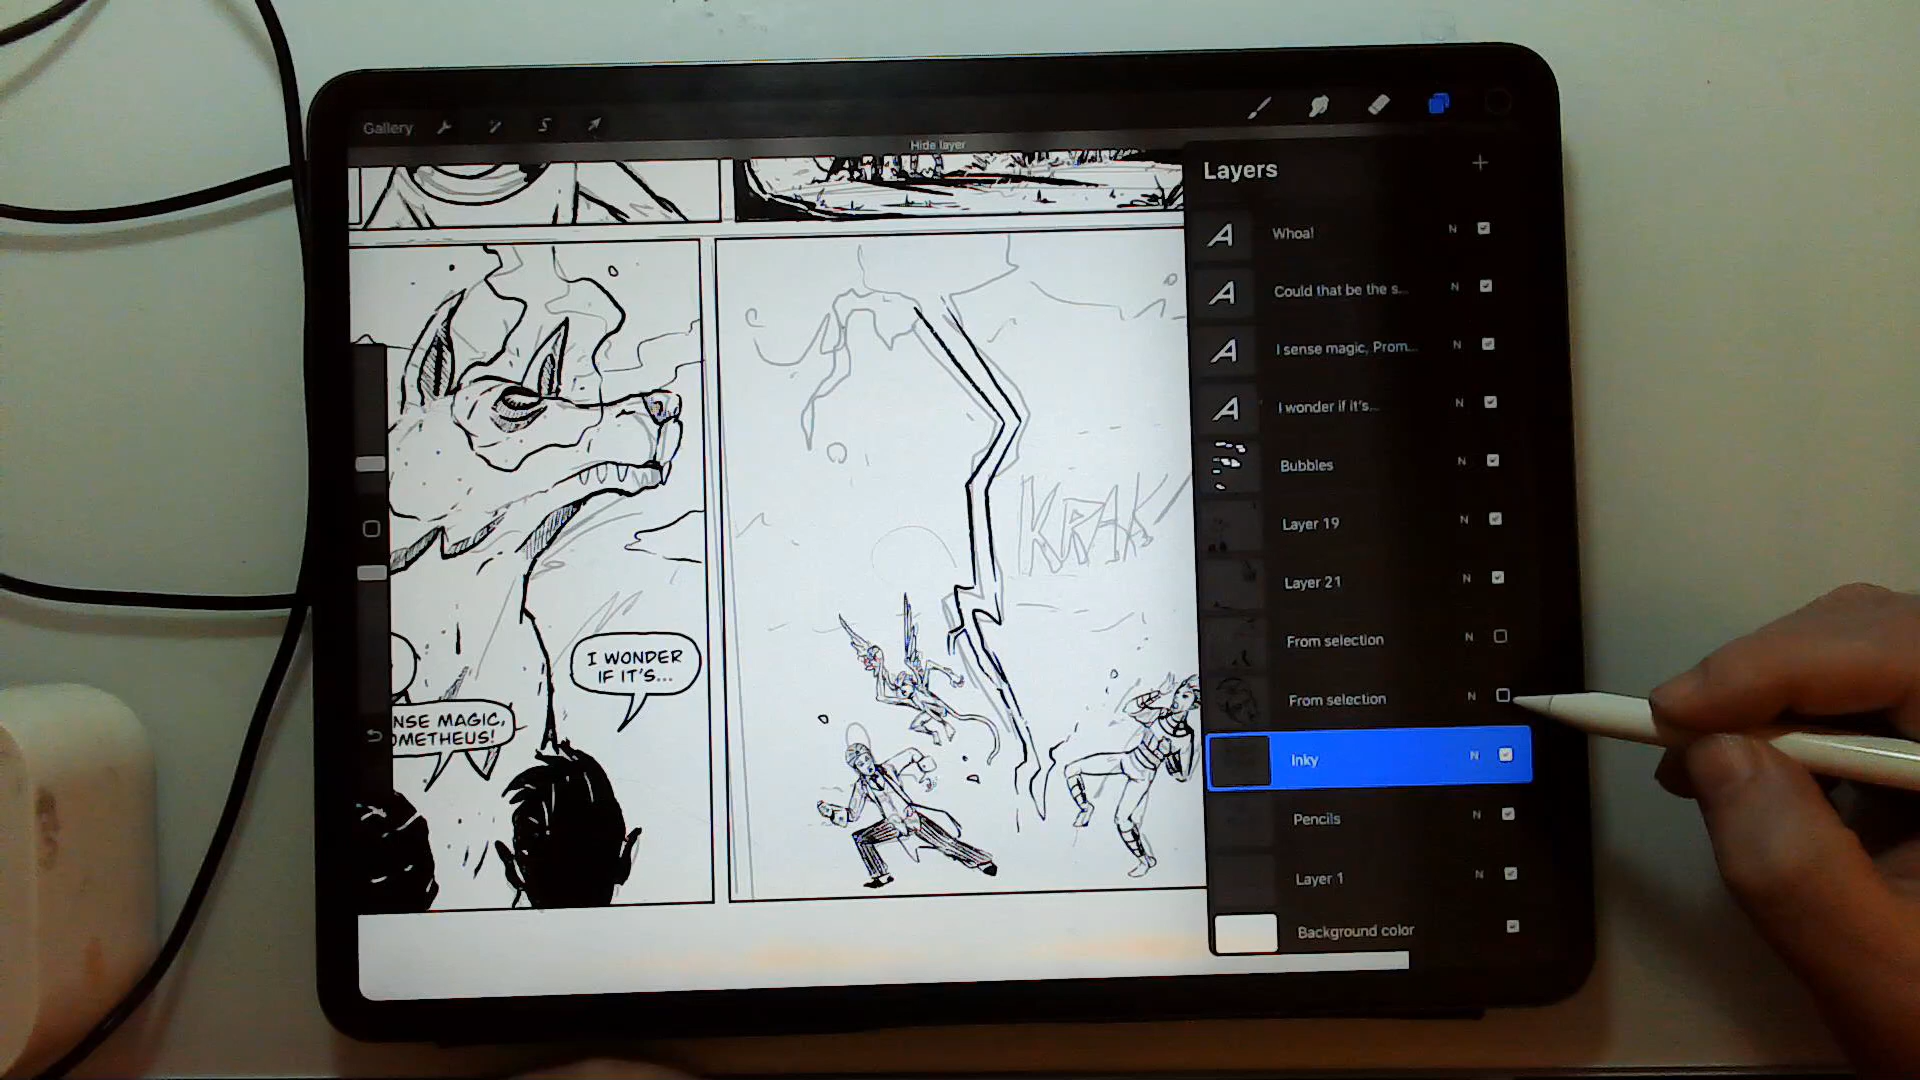 Gallery
Hide layer
Layers
Whoa!
N
Could that be the s...
N
I sense magic, Prom...
N
I wonder if it's...
N
Bubbles
N
Layer 19
N
Layer 21
N
From selection
N
From selection
N
Inky
N
Pencils
N
Layer 1
N
Background color
KRAK
I WONDER
IF IT'S...
NSE MAGIC,
OMETHEUS!